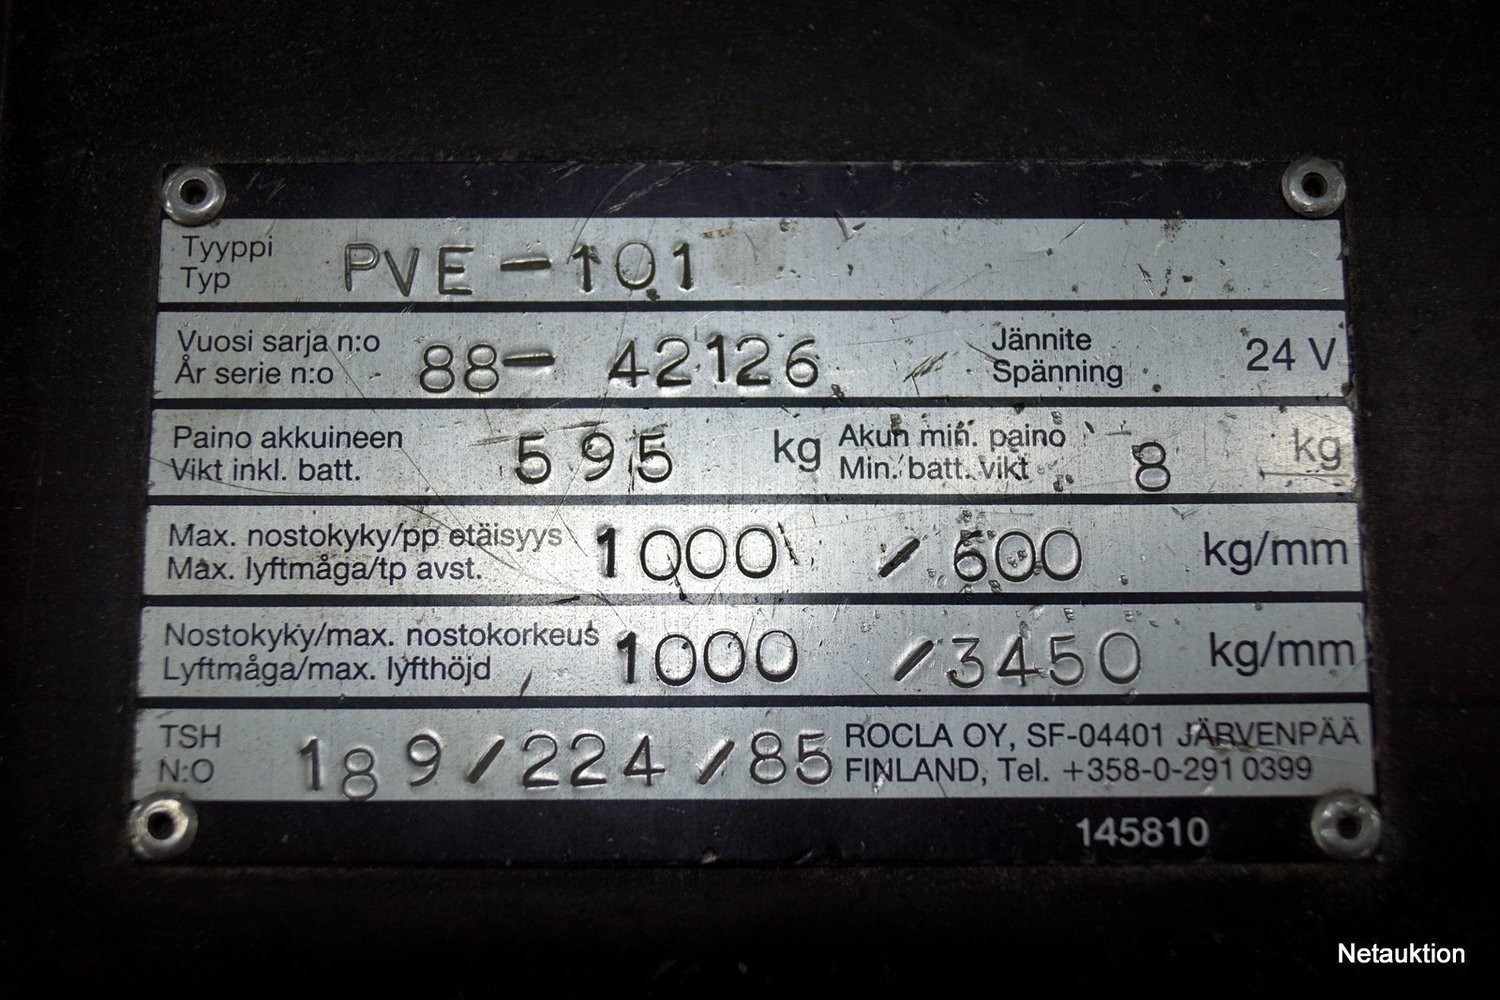 Tyyppi
Typ
PVE-101
Vuosi sarja n:o
År serie n:o
88- 42126
Jännite
Spänning
24 V
Paino akkuineen
Vikt inkl. batt.
595 kg
Akun min. paino
Min. batt. vikt
8 kg
Max. nostokyky/pp etäisyys
Max. lyftmåga/tp avst.
1000 /600 kg/mm
Nostokyky/max. nostokorkeus
Lyftmåga/max. lyfthöjd
1000 /3450 kg/mm
TSH
N:O
189/224/85
ROCLA OY, SF-04401 JÄRVENPÄÄ
FINLAND, Tel. +358-0-291 0399
145810
Netauktion